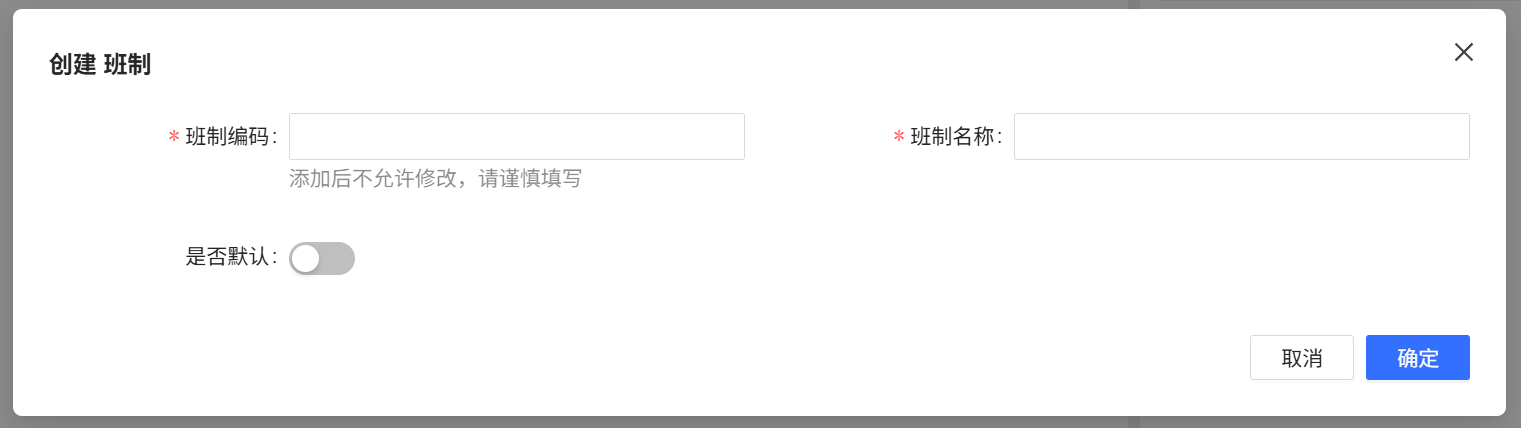 创建 班制
* 班制编码:
* 班制名称:
添加后不允许修改，请谨慎填写
是否默认:
取消
确定